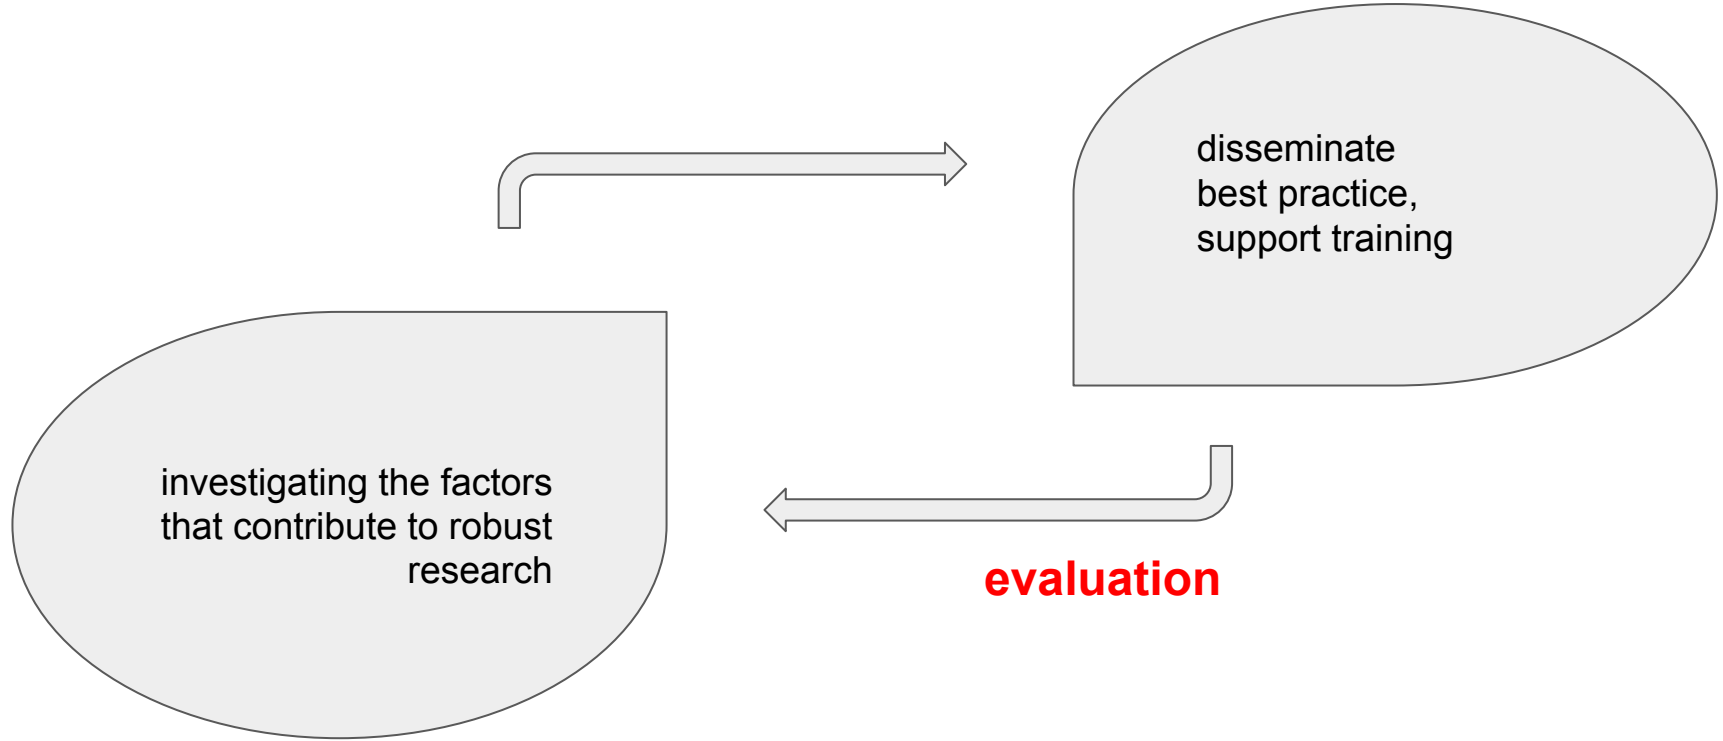 disseminate
best practice,
support training
investigating the factors
that contribute to robust
research
evaluation